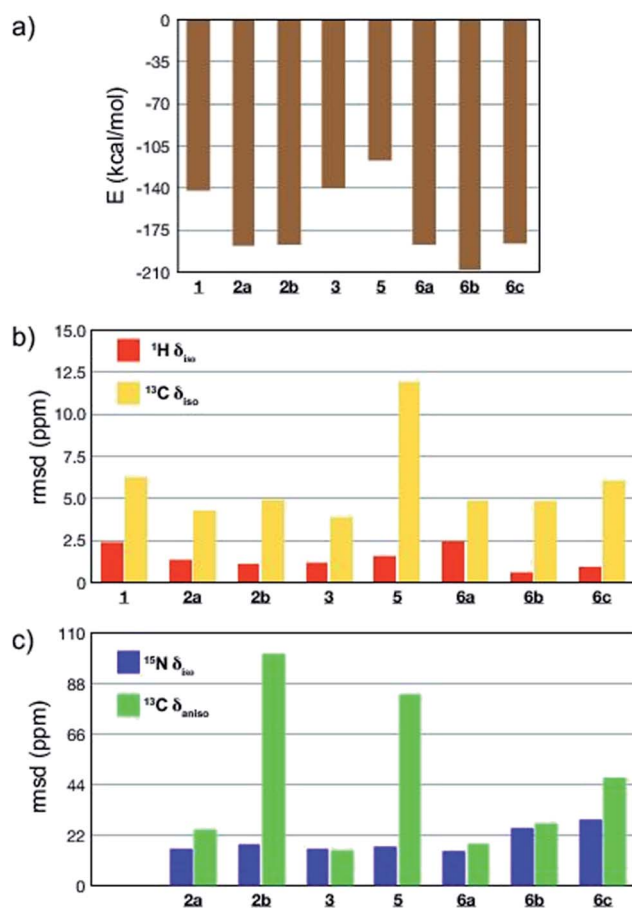 a)
E (kcal/mol)
0
-35
-70
-105
-140
-175
-210
1 2a 2b 3 5 6a 6b 6c
b)
rmsd (ppm)
15.0
12.5
10.0
7.5
5.0
2.5
0
¹H δiso
¹³C δiso
1 2a 2b 3 5 6a 6b 6c
c)
rmsd (ppm)
110
88
66
44
22
0
¹⁵N δiso
¹³C δaniso
2a 2b 3 5 6a 6b 6c